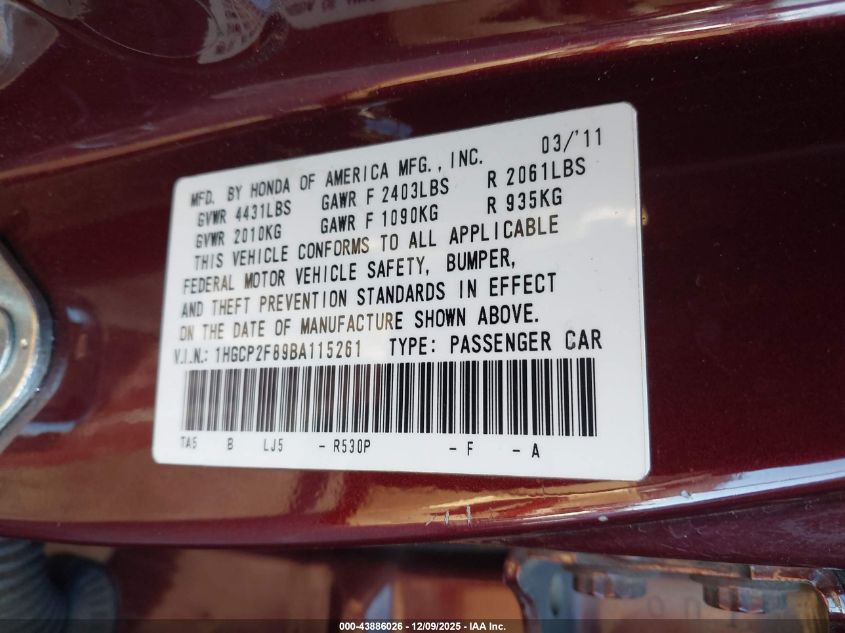 MFD. BY HONDA OF AMERICA MFG., INC. 03/'11
GVWR 4431LBS GAWR F 2403LBS R 2061LBS
GVWR 2010KG GAWR F 1090KG R 935KG
THIS VEHICLE CONFORMS TO ALL APPLICABLE
FEDERAL MOTOR VEHICLE SAFETY, BUMPER,
AND THEFT PREVENTION STANDARDS IN EFFECT
ON THE DATE OF MANUFACTURE SHOWN ABOVE.
V.I.N.: 1HGCP2F89BA115261 TYPE: PASSENGER CAR
TA5 B LJ5 - R530P - F - A
000-43886026 - 12/09/2025 - IAA Inc.